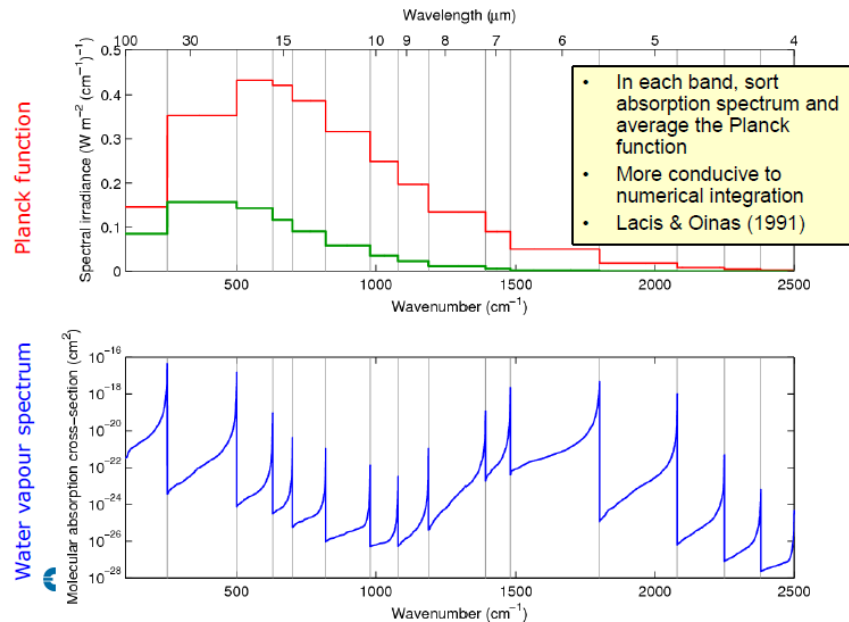 Wavelength (μm)
100 30 15 10 9 8 7 6 5 4
Planck function
Spectral irradiance (W m⁻² (cm⁻¹)⁻¹)
0.5
0.4
0.3
0.2
0.1
0
• In each band, sort
absorption spectrum and
average the Planck
function
• More conducive to
numerical integration
• Lacis & Oinas (1991)
500 1000 1500 2000 2500
Wavenumber (cm⁻¹)
Water vapour spectrum
Molecular absorption cross-section (cm²)
10⁻¹⁶
10⁻¹⁸
10⁻²⁰
10⁻²²
10⁻²⁴
10⁻²⁶
10⁻²⁸
500 1000 1500 2000 2500
Wavenumber (cm⁻¹)